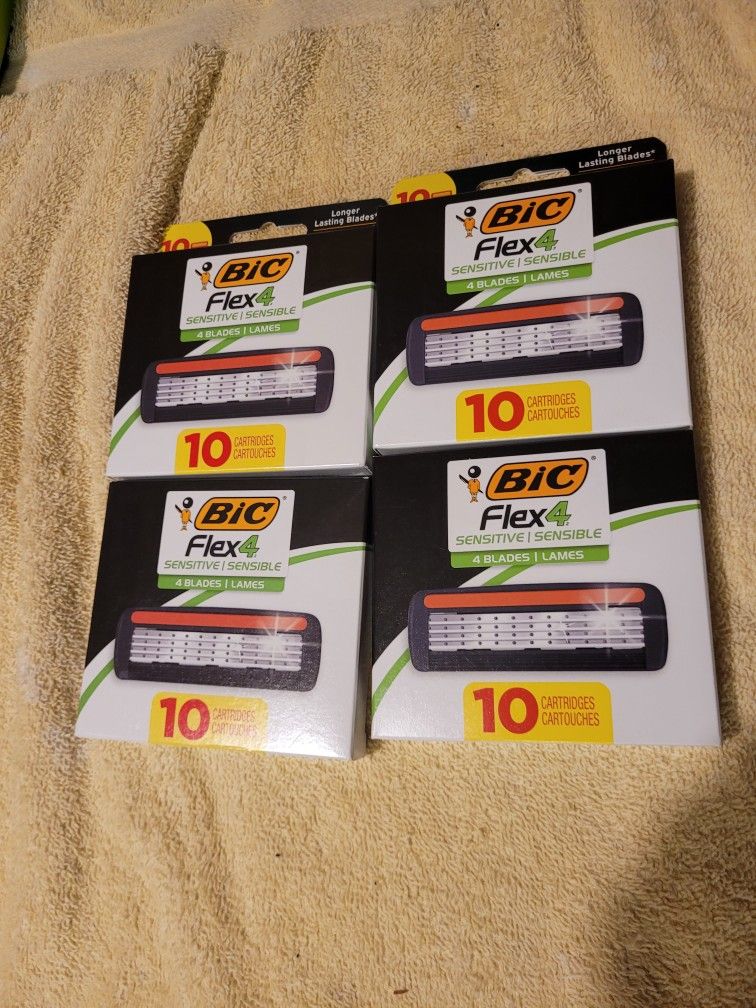 10
Longer
Lasting Blades*
BiC®
Flex4
SENSITIVE | SENSIBLE
4 BLADES | LAMES
10 CARTRIDGES
CARTOUCHES
10
Longer
Lasting Blades*
BiC®
Flex4
SENSITIVE | SENSIBLE
4 BLADES | LAMES
10 CARTRIDGES
CARTOUCHES
BiC®
Flex4
SENSITIVE | SENSIBLE
4 BLADES | LAMES
10 CARTRIDGES
CARTOUCHES
BiC®
Flex4
SENSITIVE | SENSIBLE
4 BLADES | LAMES
10 CARTRIDGES
CARTOUCHES